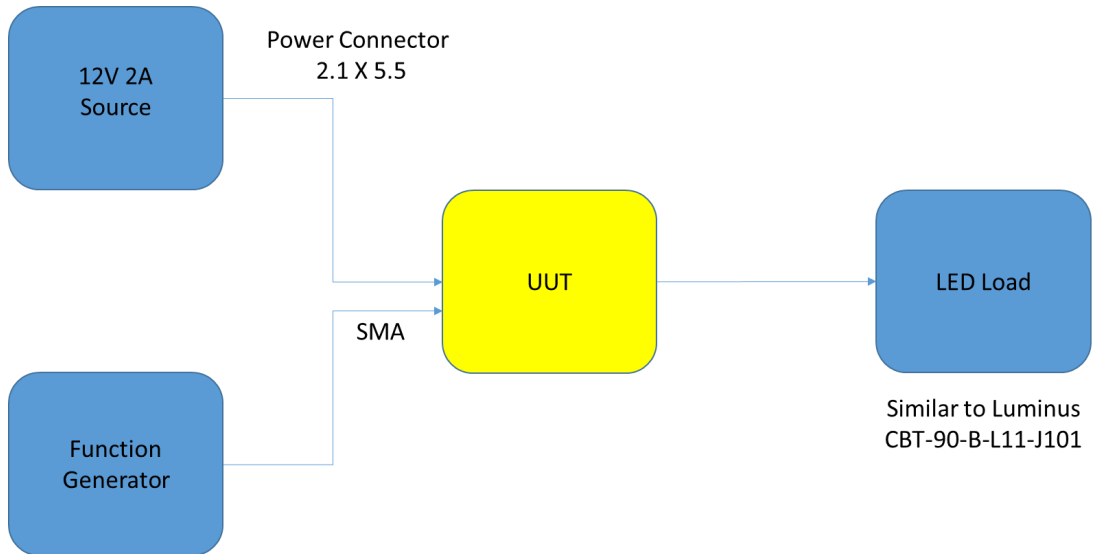 12V 2A
Source
Power Connector
2.1 X 5.5
UUT
LED Load
SMA
Similar to Luminus
CBT-90-B-L11-J101
Function
Generator